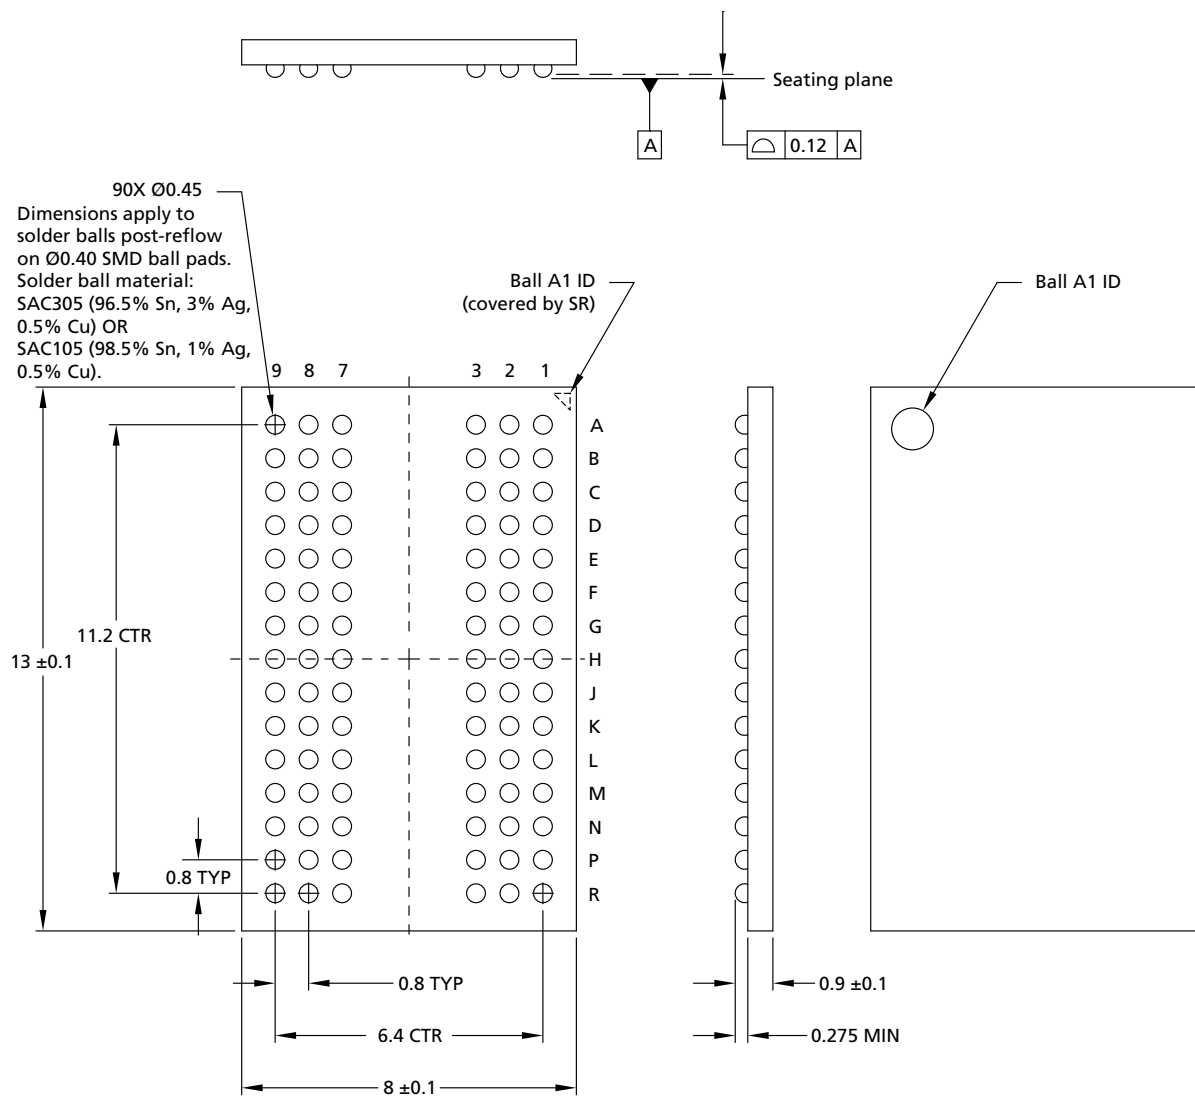 Seating plane
A
0.12 A
90X Ø0.45
Dimensions apply to
solder balls post-reflow
on Ø0.40 SMD ball pads.
Solder ball material:
SAC305 (96.5% Sn, 3% Ag,
0.5% Cu) OR
SAC105 (98.5% Sn, 1% Ag,
0.5% Cu).
Ball A1 ID
(covered by SR)
Ball A1 ID
9 8 7 3 2 1
A
B
C
D
E
F
G
H
J
K
L
M
N
P
R
11.2 CTR
13 ±0.1
0.8 TYP
0.8 TYP
0.9 ±0.1
6.4 CTR
0.275 MIN
8 ±0.1